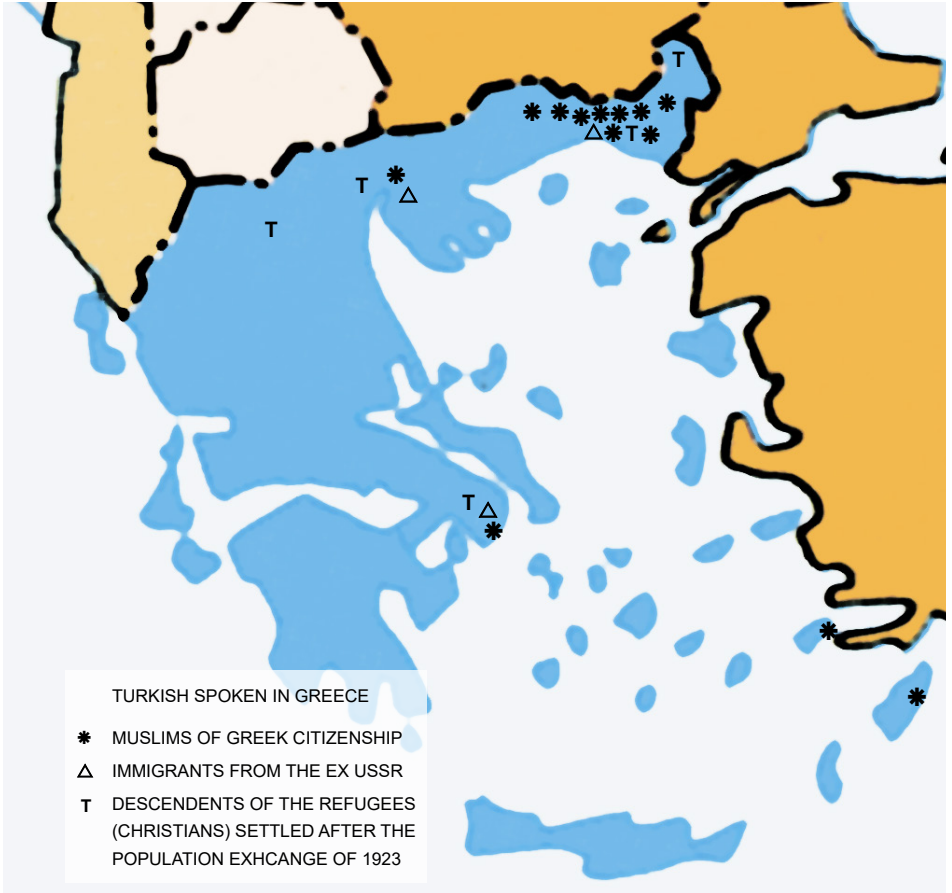 T
T
T
T
T
TURKISH SPOKEN IN GREECE
MUSLIMS OF GREEK CITIZENSHIP
IMMIGRANTS FROM THE EX USSR
T DESCENDENTS OF THE REFUGEES
(CHRISTIANS) SETTLED AFTER THE
POPULATION EXHCANGE OF 1923